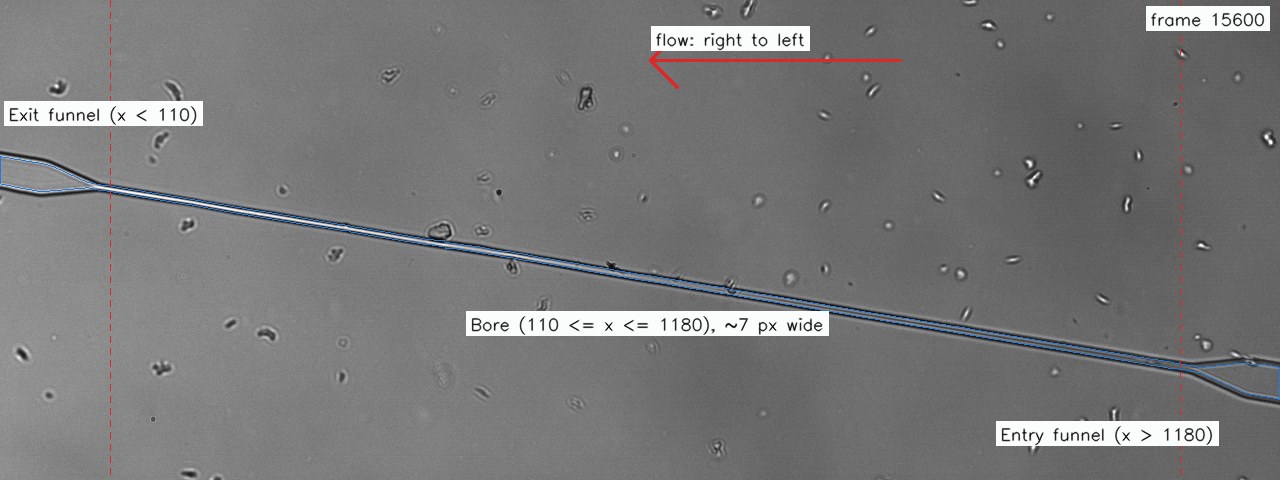 frame 15600
flow: right to left
Exit funnel (x < 110)
Bore (110 <= x <= 1180), ~7 px wide
Entry funnel (x > 1180)